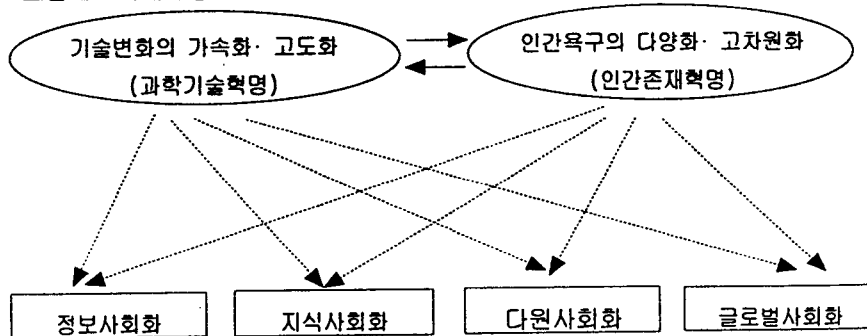 기술변화의 가속화· 고도화
(과학기술혁명)
인간욕구의 다양화· 고차원화
(인간존재혁명)
정보사회화
지식사회화
다원사회화
글로벌사회화